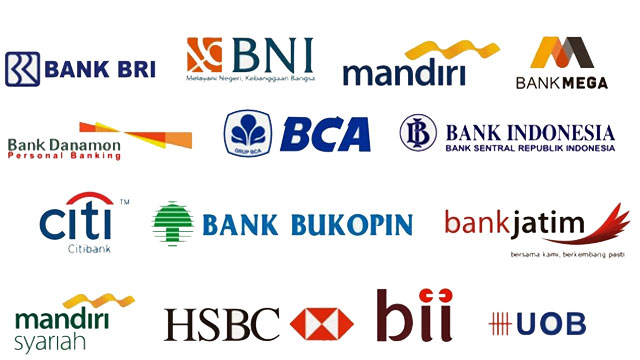 BANK BRI
BNI
Melayani Negeri, Kebanggaan Bangsa
mandiri
BANKMEGA
Bank Danamon
Personal Banking
GRUP BCA
BCA
BANK INDONESIA
BANK SENTRAL REPUBLIK INDONESIA
citi™
Citibank
BANK BUKOPIN
bankjatim
bersama kami, berkembang pasti
mandiri
syariah
HSBC
bii
UOB